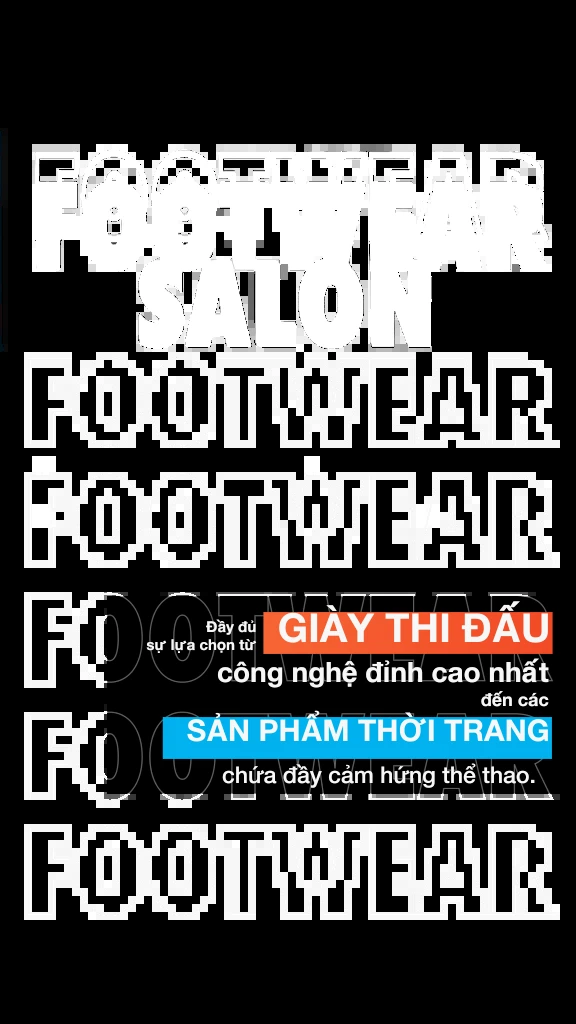 FOOTWEAR
SALON
FOOTWEAR
FOOTWEAR
FOOTWEAR
Đầy đủ
sự lựa chọn từ
GIÀY THI ĐẤU
công nghệ đỉnh cao nhất
đến các
FOOTWEAR
SẢN PHẨM THỜI TRANG
chứa đầy cảm hứng thể thao.
FOOTWEAR